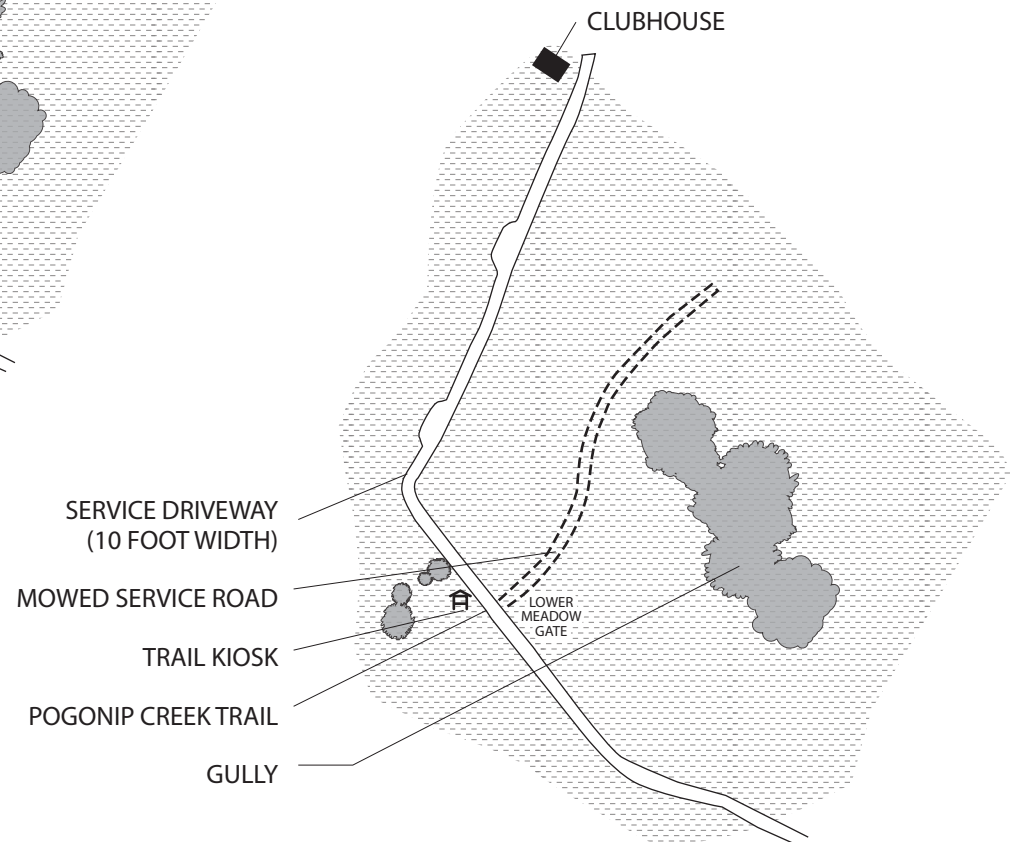 CLUBHOUSE
SERVICE DRIVEWAY
(10 FOOT WIDTH)
MOWED SERVICE ROAD
LOWER
MEADOW
GATE
TRAIL KIOSK
POGONIP CREEK TRAIL
GULLY